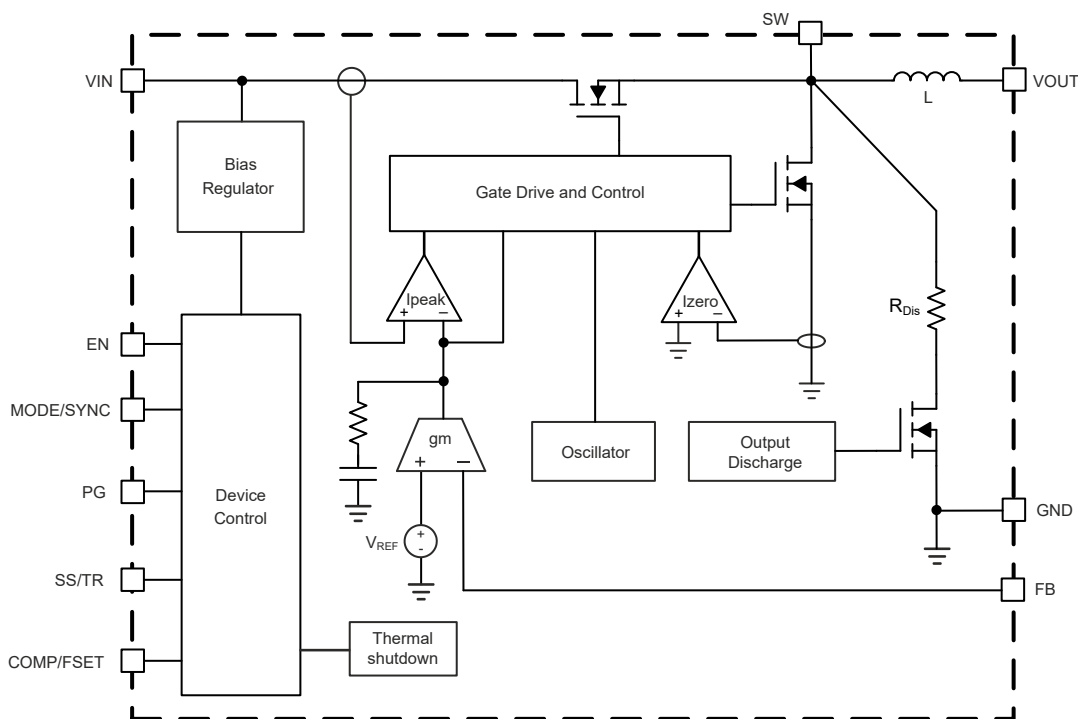 SW
VIN
VOUT
L
Bias
Regulator
Gate Drive and Control
Ipeak
+ −
Izero
+ −
RDis
EN
MODE/SYNC
gm
+ −
Oscillator
Output
Discharge
PG
Device
Control
VREF
+
-
GND
SS/TR
FB
Thermal
shutdown
COMP/FSET